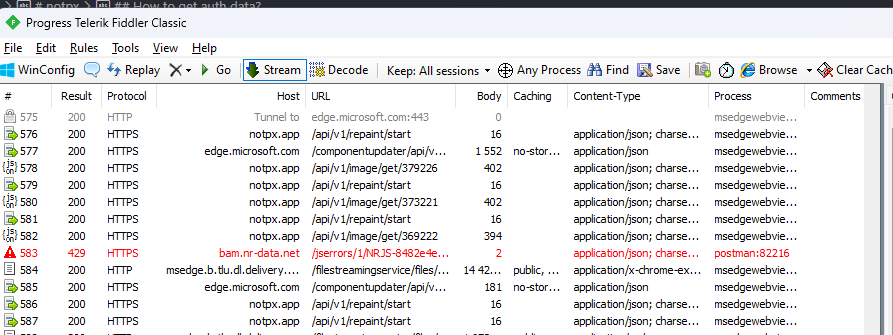 # notpx > ## How to get auth data?
Progress Telerik Fiddler Classic
File Edit Rules Tools View Help
WinConfig Replay Go Stream Decode Keep: All sessions Any Process Find Save Browse Clear Cach
# Result Protocol Host URL Body Caching Content-Type Process Comments
575 200 HTTP Tunnel to edge.microsoft.com:443 0 msedgewebvie...
576 200 HTTPS notpx.app /api/v1/repaint/start 16 application/json; charse... msedgewebvie...
577 200 HTTPS edge.microsoft.com /componentupdater/api/v... 1 552 no-stor... application/json msedgewebvie...
578 200 HTTPS notpx.app /api/v1/image/get/379226 402 application/json; charse... msedgewebvie...
579 200 HTTPS notpx.app /api/v1/repaint/start 16 application/json; charse... msedgewebvie...
580 200 HTTPS notpx.app /api/v1/image/get/373221 402 application/json; charse... msedgewebvie...
581 200 HTTPS notpx.app /api/v1/repaint/start 16 application/json; charse... msedgewebvie...
582 200 HTTPS notpx.app /api/v1/image/get/369222 394 application/json; charse... msedgewebvie...
583 429 HTTPS bam.nr-data.net /jserrors/1/NRJS-8482e4e... 2 application/json; charse... postman:82216
584 200 HTTP msedge.b.tlu.dl.delivery.... /filestreamingservice/files/... 14 42... public, ... application/x-chrome-ex... msedgewebvie...
585 200 HTTPS edge.microsoft.com /componentupdater/api/v... 181 no-stor... application/json msedgewebvie...
586 200 HTTPS notpx.app /api/v1/repaint/start 16 application/json; charse... msedgewebvie...
587 200 HTTPS notpx.app /api/v1/repaint/start 16 application/json; charse... msedgewebvie...